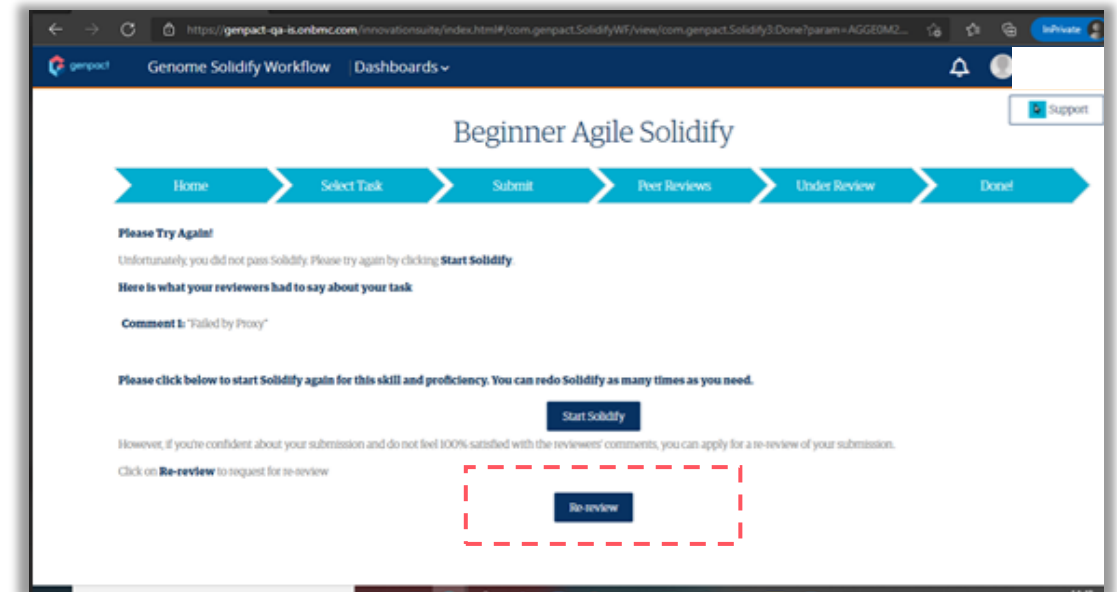 https://genpact-qa-is.onbmc.com/innovationsuite/index.html#/com.genpact.SolidifyWF/view/com.genpact.Solidify3:Done?param=AGGE0M2...
InPrivate
genpact Genome Solidify Workflow Dashboards
Support
Beginner Agile Solidify
Home Select Task Submit Peer Reviews Under Review Done!
Please Try Again!
Unfortunately, you did not pass Solidify. Please try again by clicking Start Solidify.
Here is what your reviewers had to say about your task
Comment 1: "Failed by Proxy"
Please click below to start Solidify again for this skill and proficiency. You can redo Solidify as many times as you need.
Start Solidify
However, if you're confident about your submission and do not feel 100% satisfied with the reviewers' comments, you can apply for a re-review of your submission.
Click on Re-review to request for re-review
Re-review